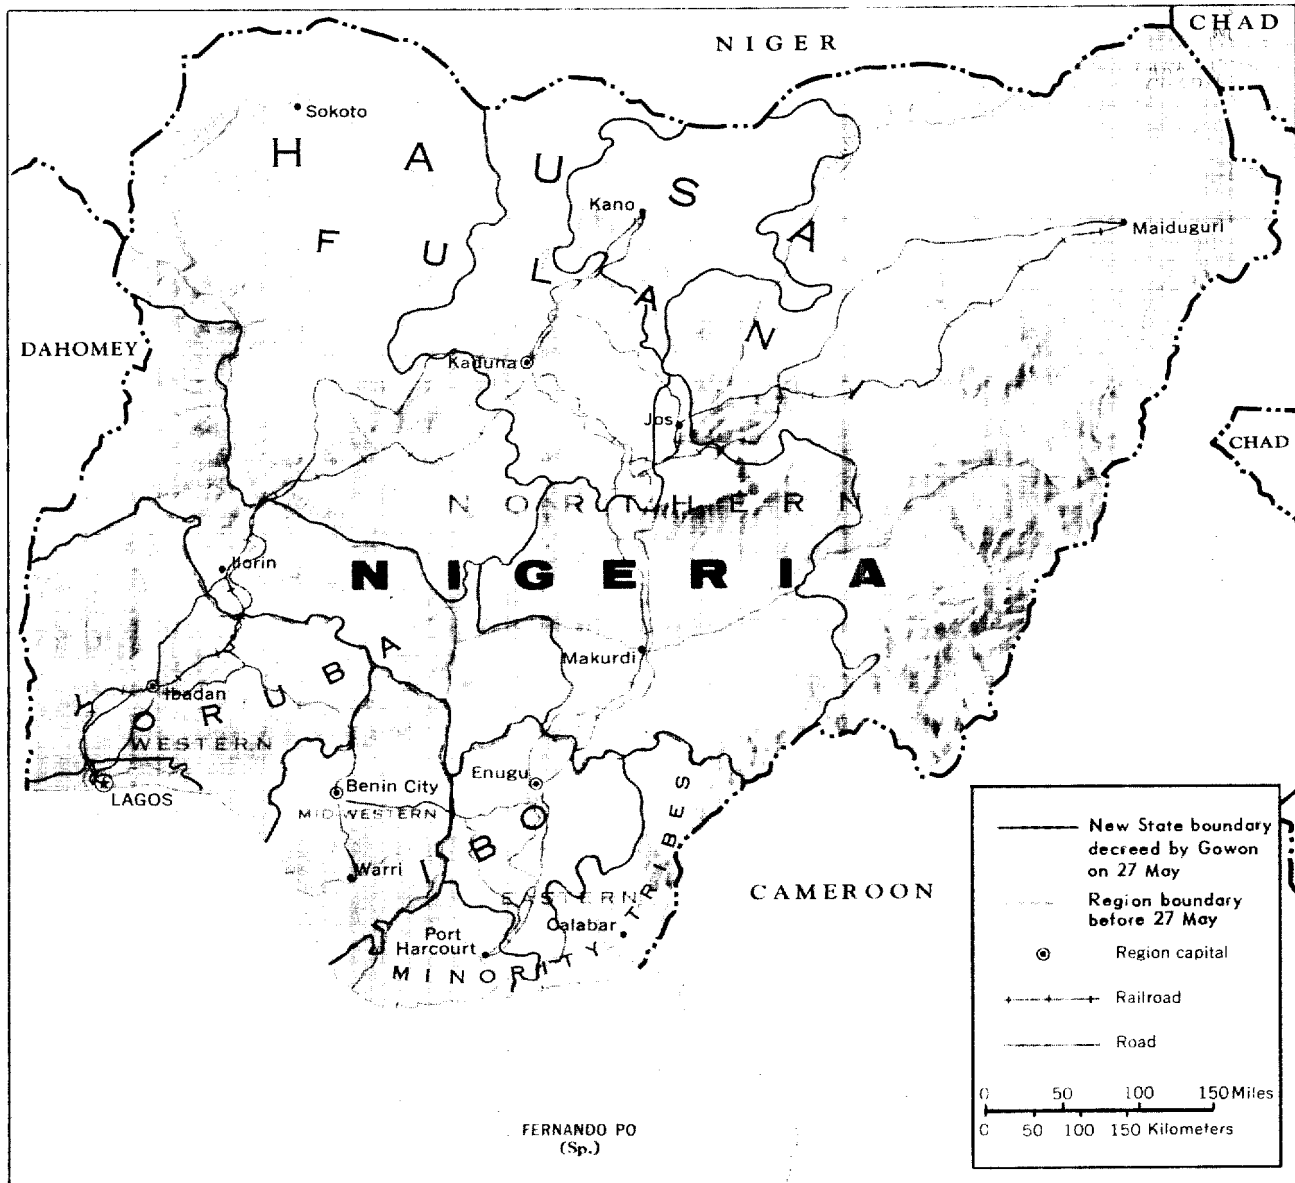 NIGER
CHAD
Sokoto
HAUSA
Kano
Maiduguri
FULANI
DAHOMEY
Kaduna
Jos
CHAD
NORTHERN
Ilorin
NIGERIA
Makurdi
YORUBA
Ibadan
WESTERN
LAGOS
Benin City
Enugu
MIDWESTERN
IBO
Warri
EASTERN
CAMEROON
Port
Harcourt
Calabar
MINORITY TRIBES
New State boundary
decreed by Gowon
on 27 May
Region boundary
before 27 May
Region capital
Railroad
Road
0 50 100 150 Miles
0 50 100 150 Kilometers
FERNANDO PO
(Sp.)